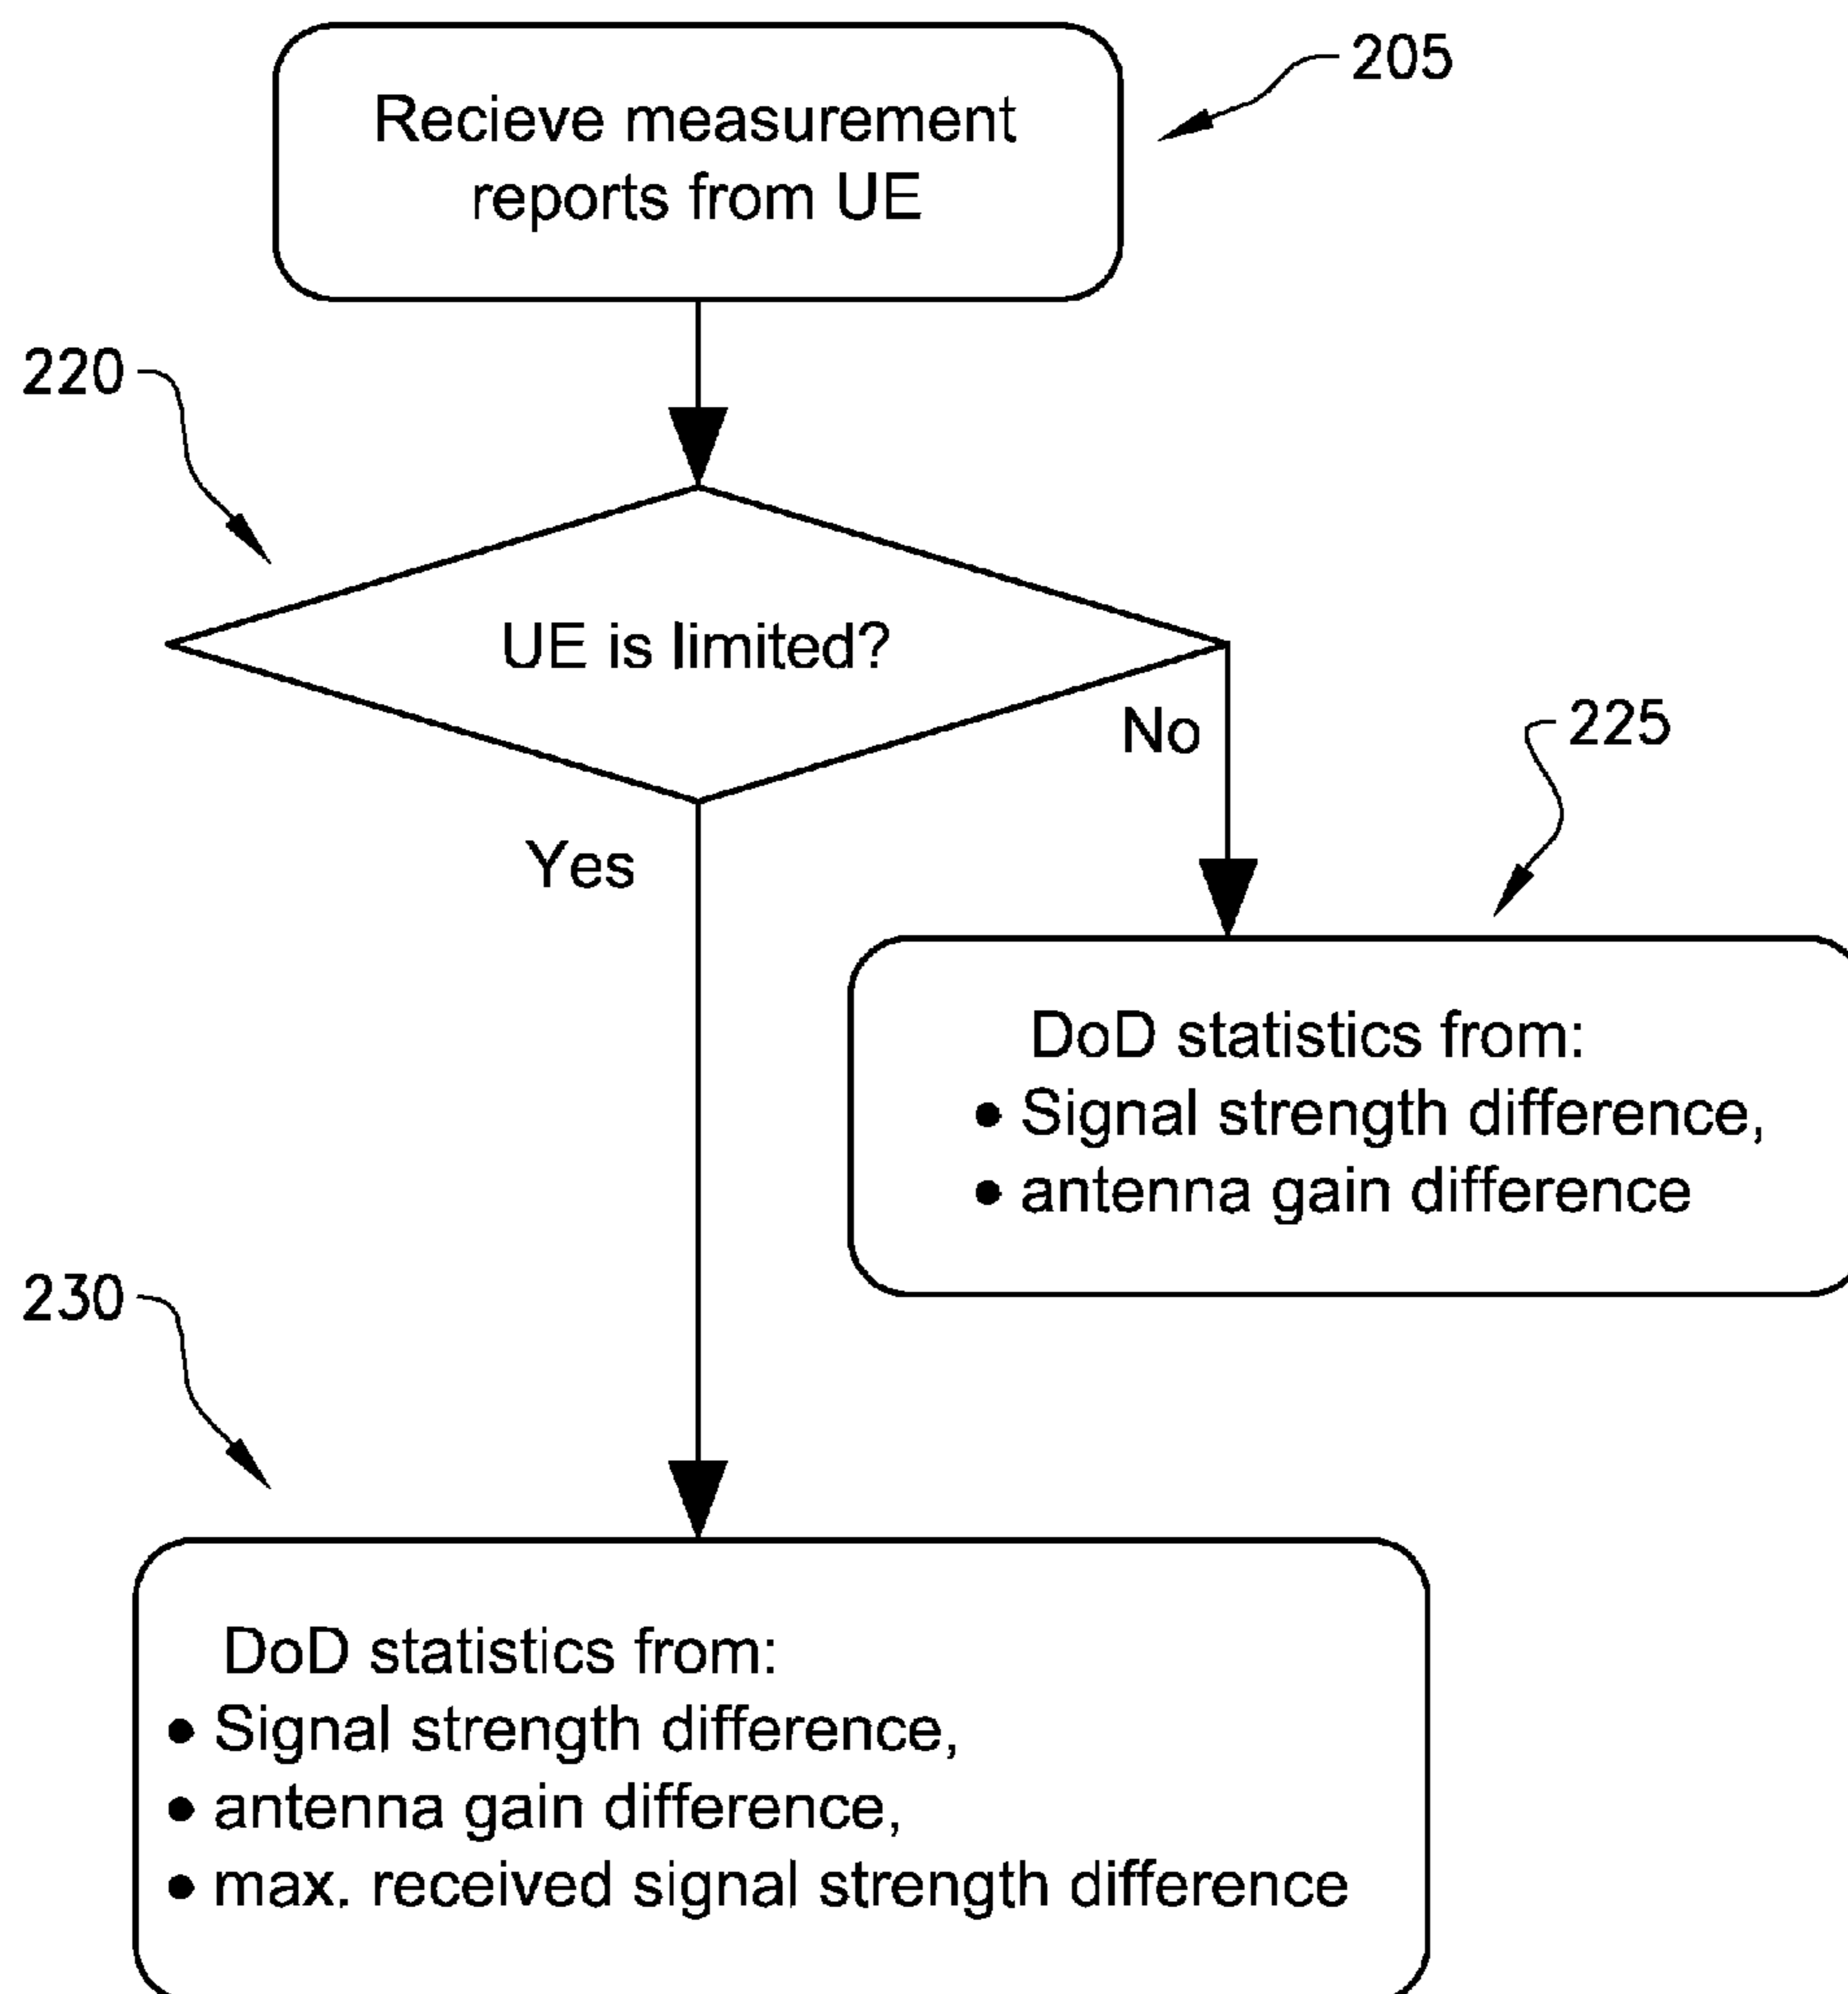 Recieve measurement
reports from UE
205
220
UE is limited?
No
Yes
225
DoD statistics from:
• Signal strength difference,
• antenna gain difference
230
DoD statistics from:
• Signal strength difference,
• antenna gain difference,
• max. received signal strength difference